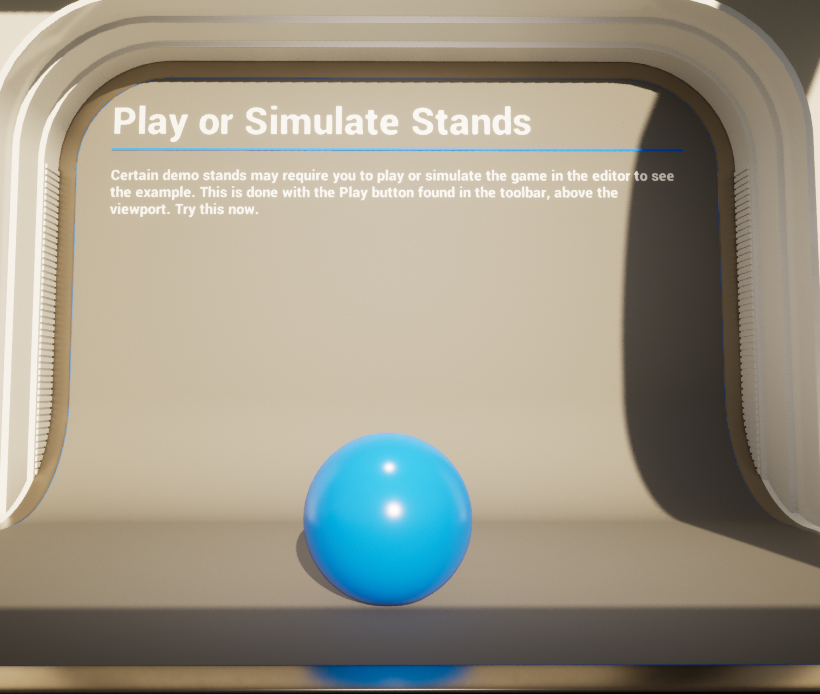 Play or Simulate Stands
Certain demo stands may require you to play or simulate the game in the editor to see
the example. This is done with the Play button found in the toolbar, above the
viewport. Try this now.